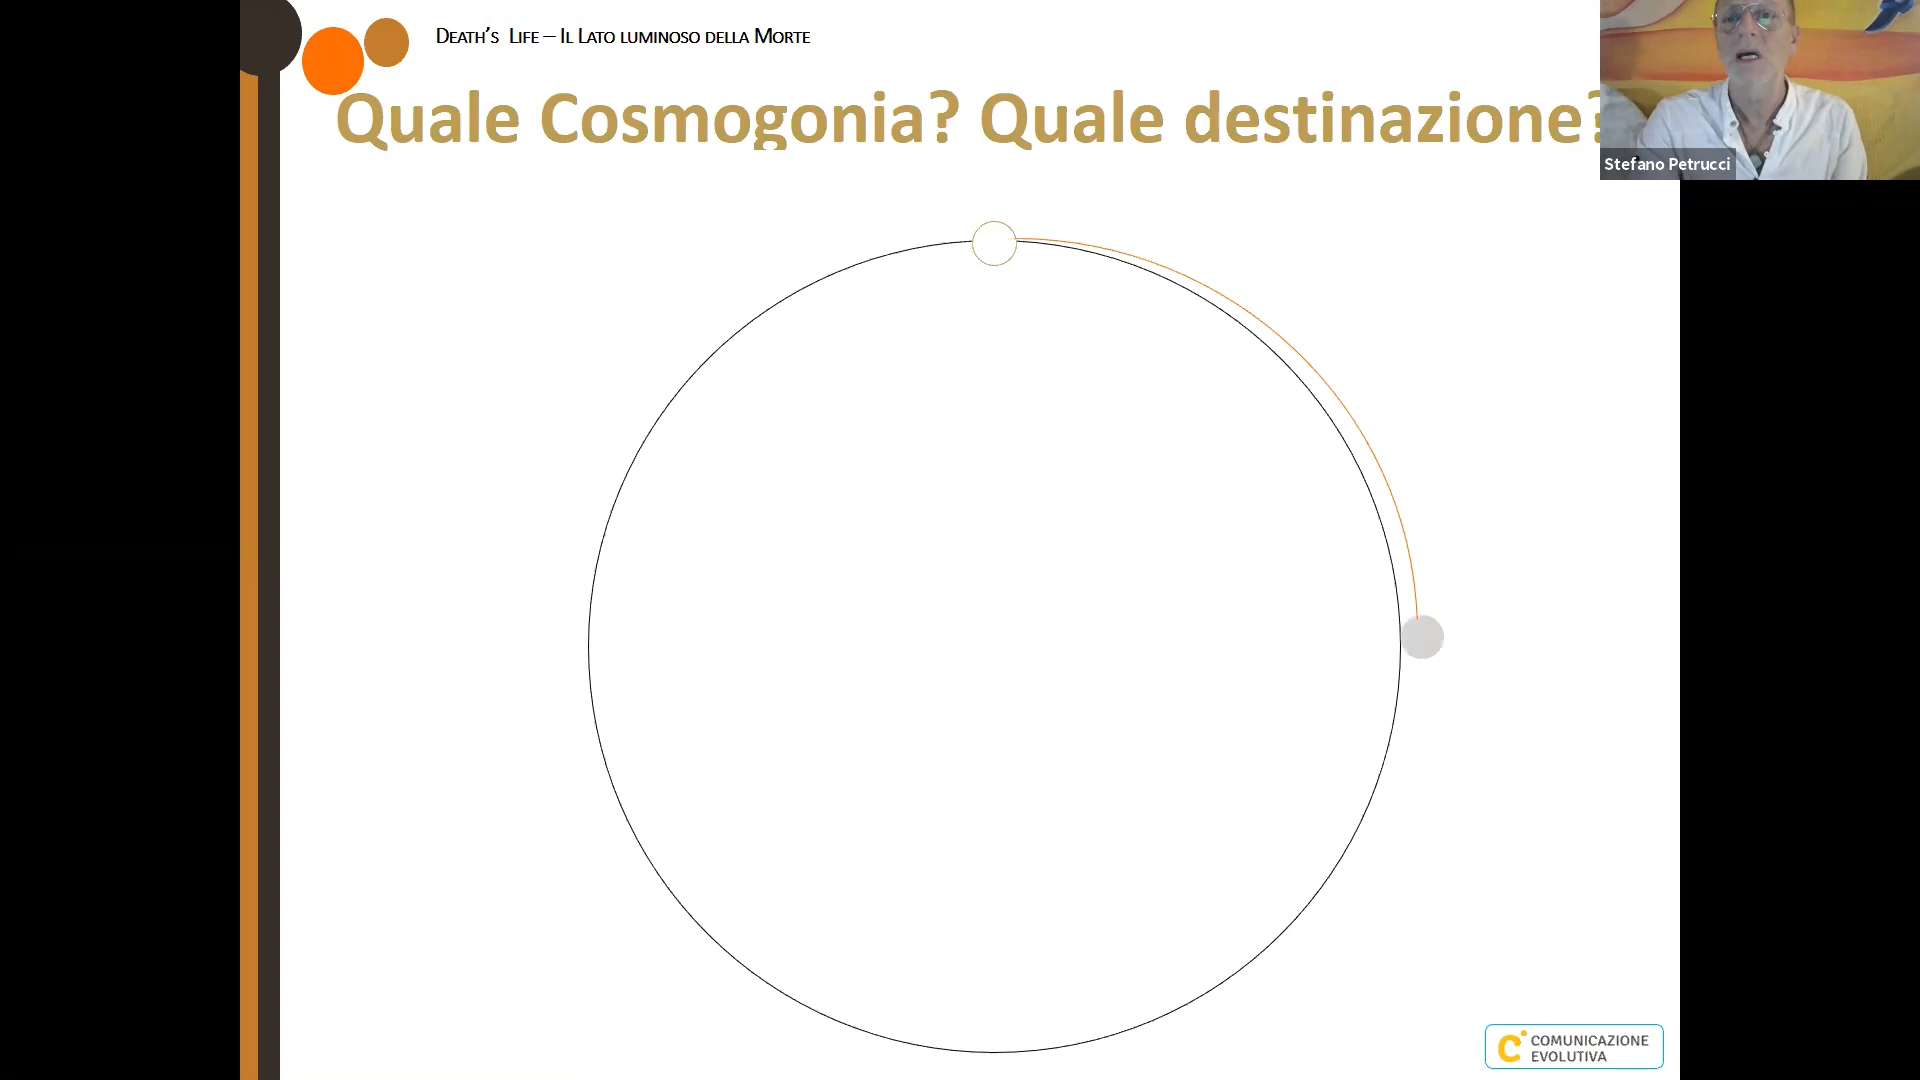 Death's Life – Il Lato luminoso della Morte
Quale Cosmogonia? Quale destinazione?
Stefano Petrucci
COMUNICAZIONE
EVOLUTIVA